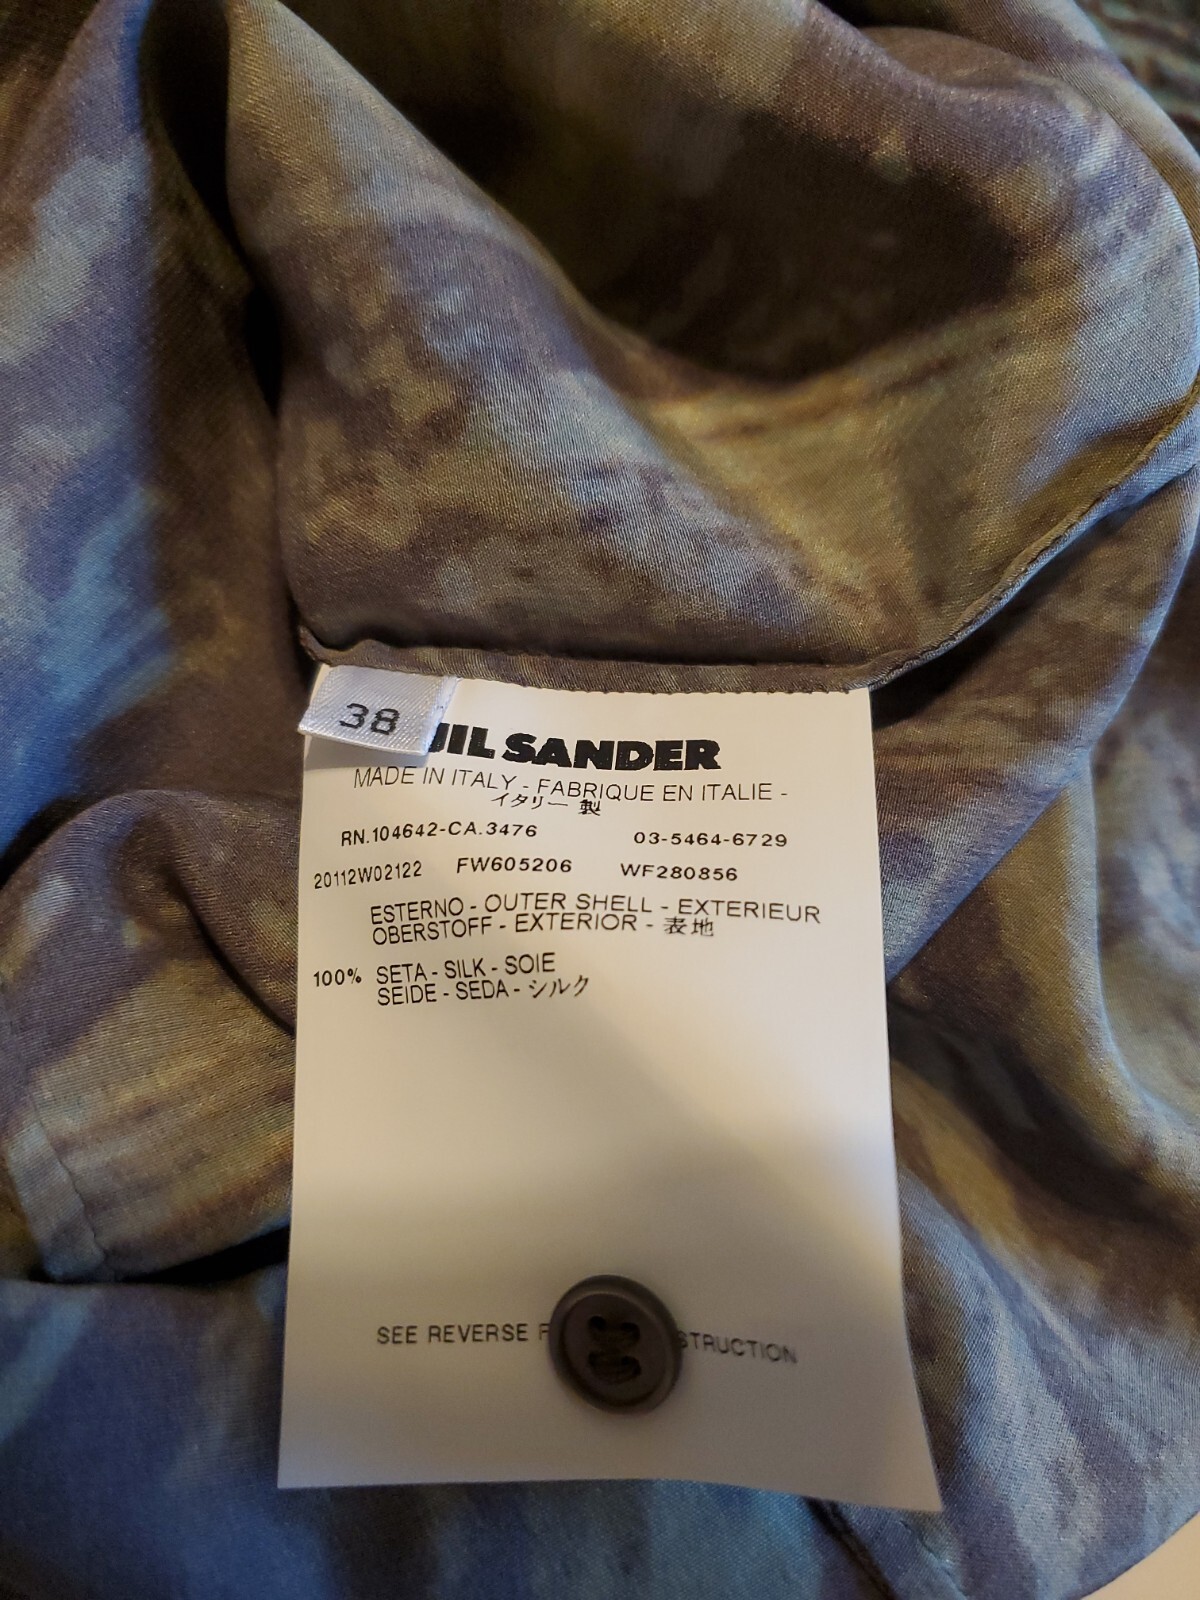 38
JIL SANDER
MADE IN ITALY - FABRIQUE EN ITALIE -
イタリー 製
RN.104642-CA.3476 03-5464-6729
20112W02122 FW605206 WF280856
ESTERNO - OUTER SHELL - EXTERIEUR
OBERSTOFF - EXTERIOR - 表地
100% SETA - SILK - SOIE
SEIDE - SEDA - シルク
SEE REVERSE